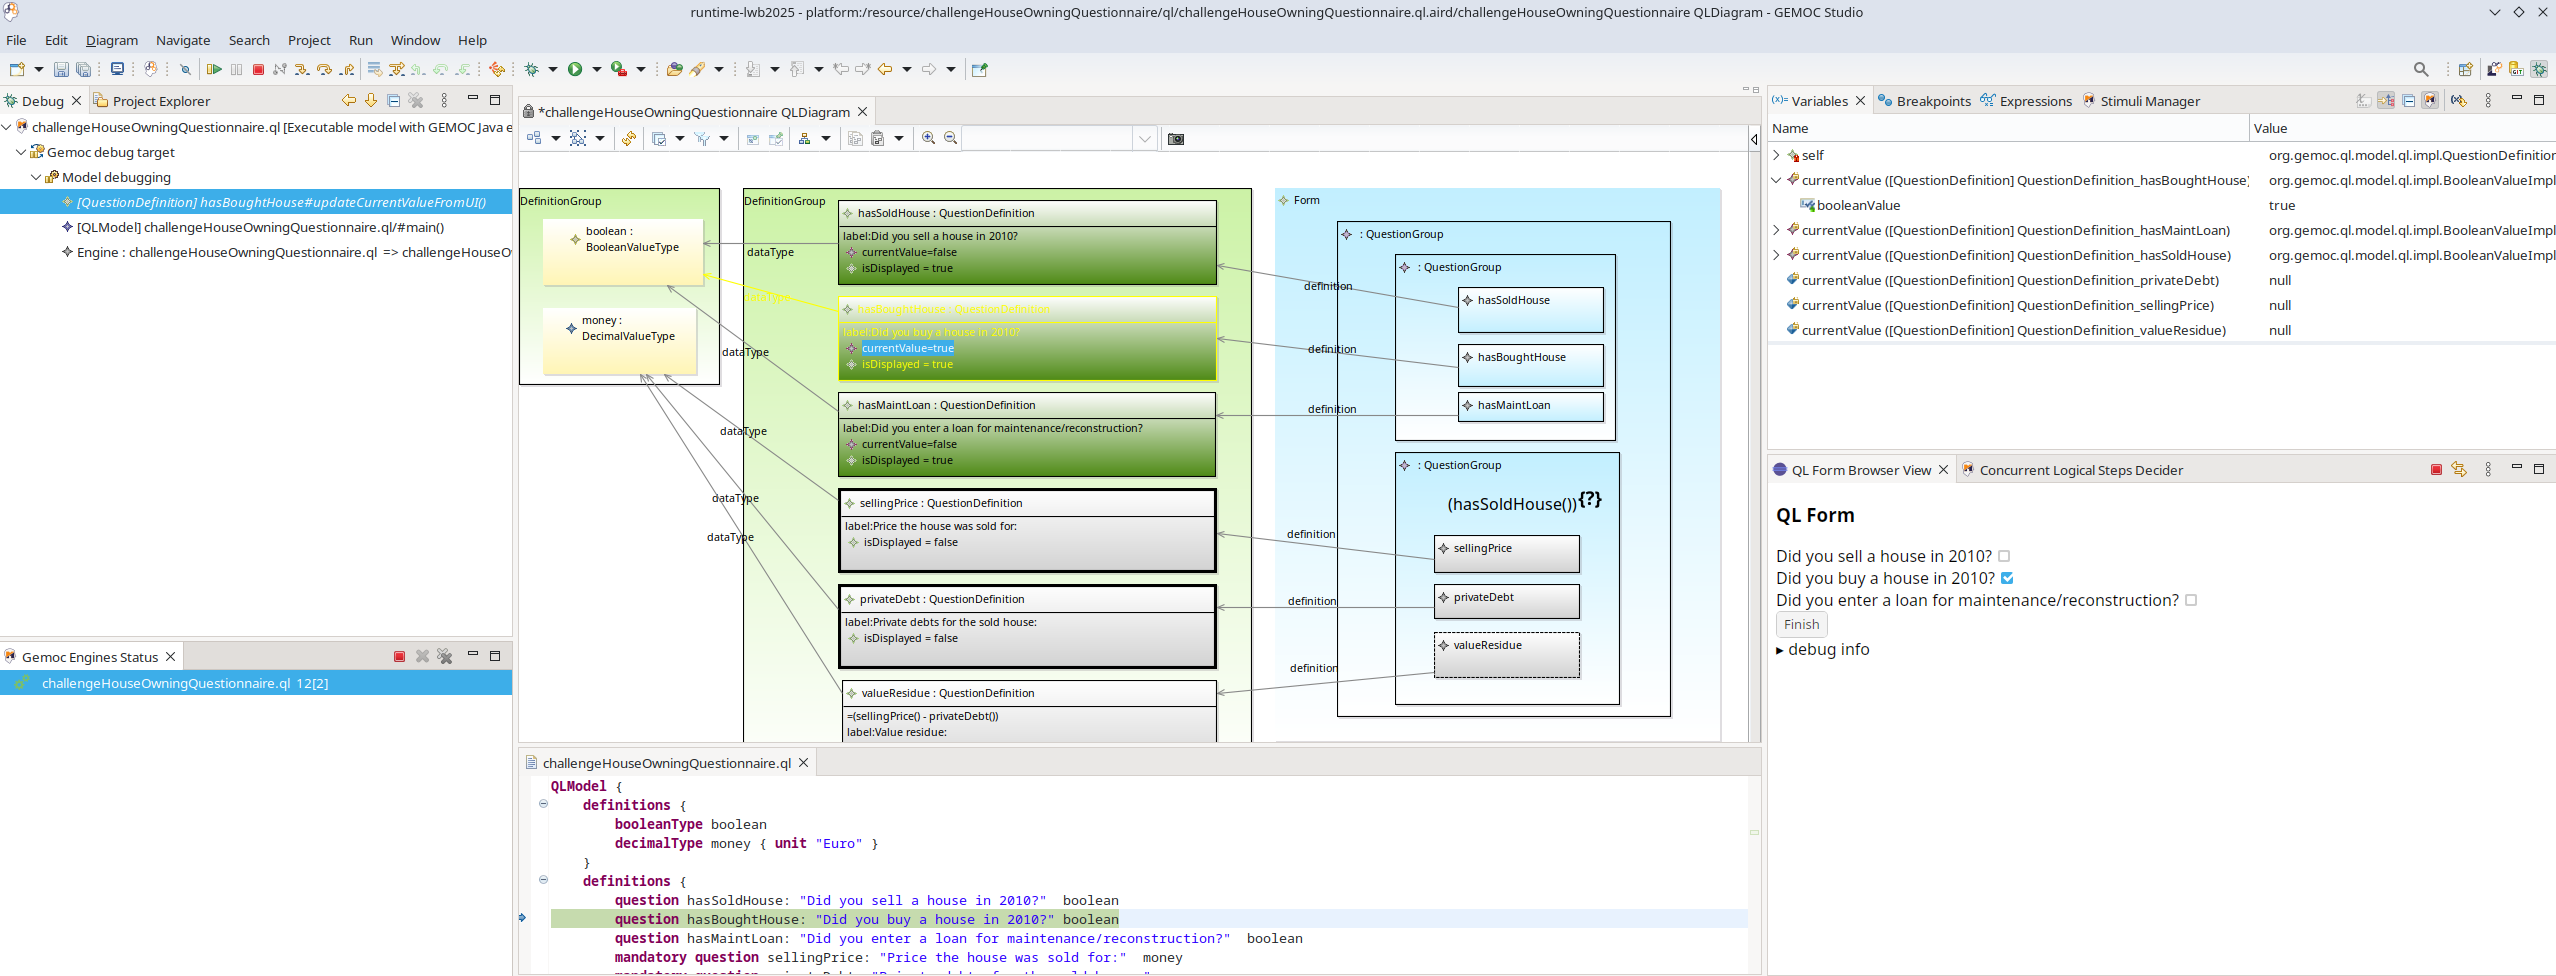 runtime-lwb2025 - platform:/resource/challengeHouseOwningQuestionnaire/ql/challengeHouseOwningQuestionnaire.ql.aird/challengeHouseOwningQuestionnaire QLDiagram - GEMOC Studio
File Edit Diagram Navigate Search Project Run Window Help
Debug Project Explorer
challengeHouseOwningQuestionnaire.ql [Executable model with GEMOC Java e
Gemoc debug target
Model debugging
[QuestionDefinition] hasBoughtHouse#updateCurrentValueFromUI()
[QLModel] challengeHouseOwningQuestionnaire.ql/#main()
Engine : challengeHouseOwningQuestionnaire.ql => challengeHouseO
Gemoc Engines Status
challengeHouseOwningQuestionnaire.ql 12[2]
*challengeHouseOwningQuestionnaire QLDiagram
DefinitionGroup
boolean :
BooleanValueType
money :
DecimalValueType
DefinitionGroup
hasSoldHouse : QuestionDefinition
label:Did you sell a house in 2010?
currentValue=false
isDisplayed = true
dataType
hasBoughtHouse : QuestionDefinition
label:Did you buy a house in 2010?
currentValue=true
isDisplayed = true
dataType
hasMaintLoan : QuestionDefinition
label:Did you enter a loan for maintenance/reconstruction?
currentValue=false
isDisplayed = true
dataType
sellingPrice : QuestionDefinition
label:Price the house was sold for:
isDisplayed = false
dataType
privateDebt : QuestionDefinition
label:Private debts for the sold house:
isDisplayed = false
dataType
valueResidue : QuestionDefinition
=(sellingPrice() - privateDebt())
label:Value residue:
dataType
Form
: QuestionGroup
: QuestionGroup
hasSoldHouse
definition
hasBoughtHouse
definition
hasMaintLoan
definition
: QuestionGroup
(hasSoldHouse()){?}
sellingPrice
definition
privateDebt
definition
valueResidue
definition
challengeHouseOwningQuestionnaire.ql
QLModel {
definitions {
booleanType boolean
decimalType money { unit "Euro" }
}
definitions {
question hasSoldHouse: "Did you sell a house in 2010?" boolean
question hasBoughtHouse: "Did you buy a house in 2010?" boolean
question hasMaintLoan: "Did you enter a loan for maintenance/reconstruction?" boolean
mandatory question sellingPrice: "Price the house was sold for:" money
Variables Breakpoints Expressions Stimuli Manager
Name Value
self org.gemoc.ql.model.ql.impl.QuestionDefinition
currentValue ([QuestionDefinition] QuestionDefinition_hasBoughtHouse) org.gemoc.ql.model.ql.impl.BooleanValueImpl
booleanValue true
currentValue ([QuestionDefinition] QuestionDefinition_hasMaintLoan) org.gemoc.ql.model.ql.impl.BooleanValueImpl
currentValue ([QuestionDefinition] QuestionDefinition_hasSoldHouse) org.gemoc.ql.model.ql.impl.BooleanValueImpl
currentValue ([QuestionDefinition] QuestionDefinition_privateDebt) null
currentValue ([QuestionDefinition] QuestionDefinition_sellingPrice) null
currentValue ([QuestionDefinition] QuestionDefinition_valueResidue) null
QL Form Browser View Concurrent Logical Steps Decider
QL Form
Did you sell a house in 2010?
Did you buy a house in 2010?
Did you enter a loan for maintenance/reconstruction?
Finish
debug info